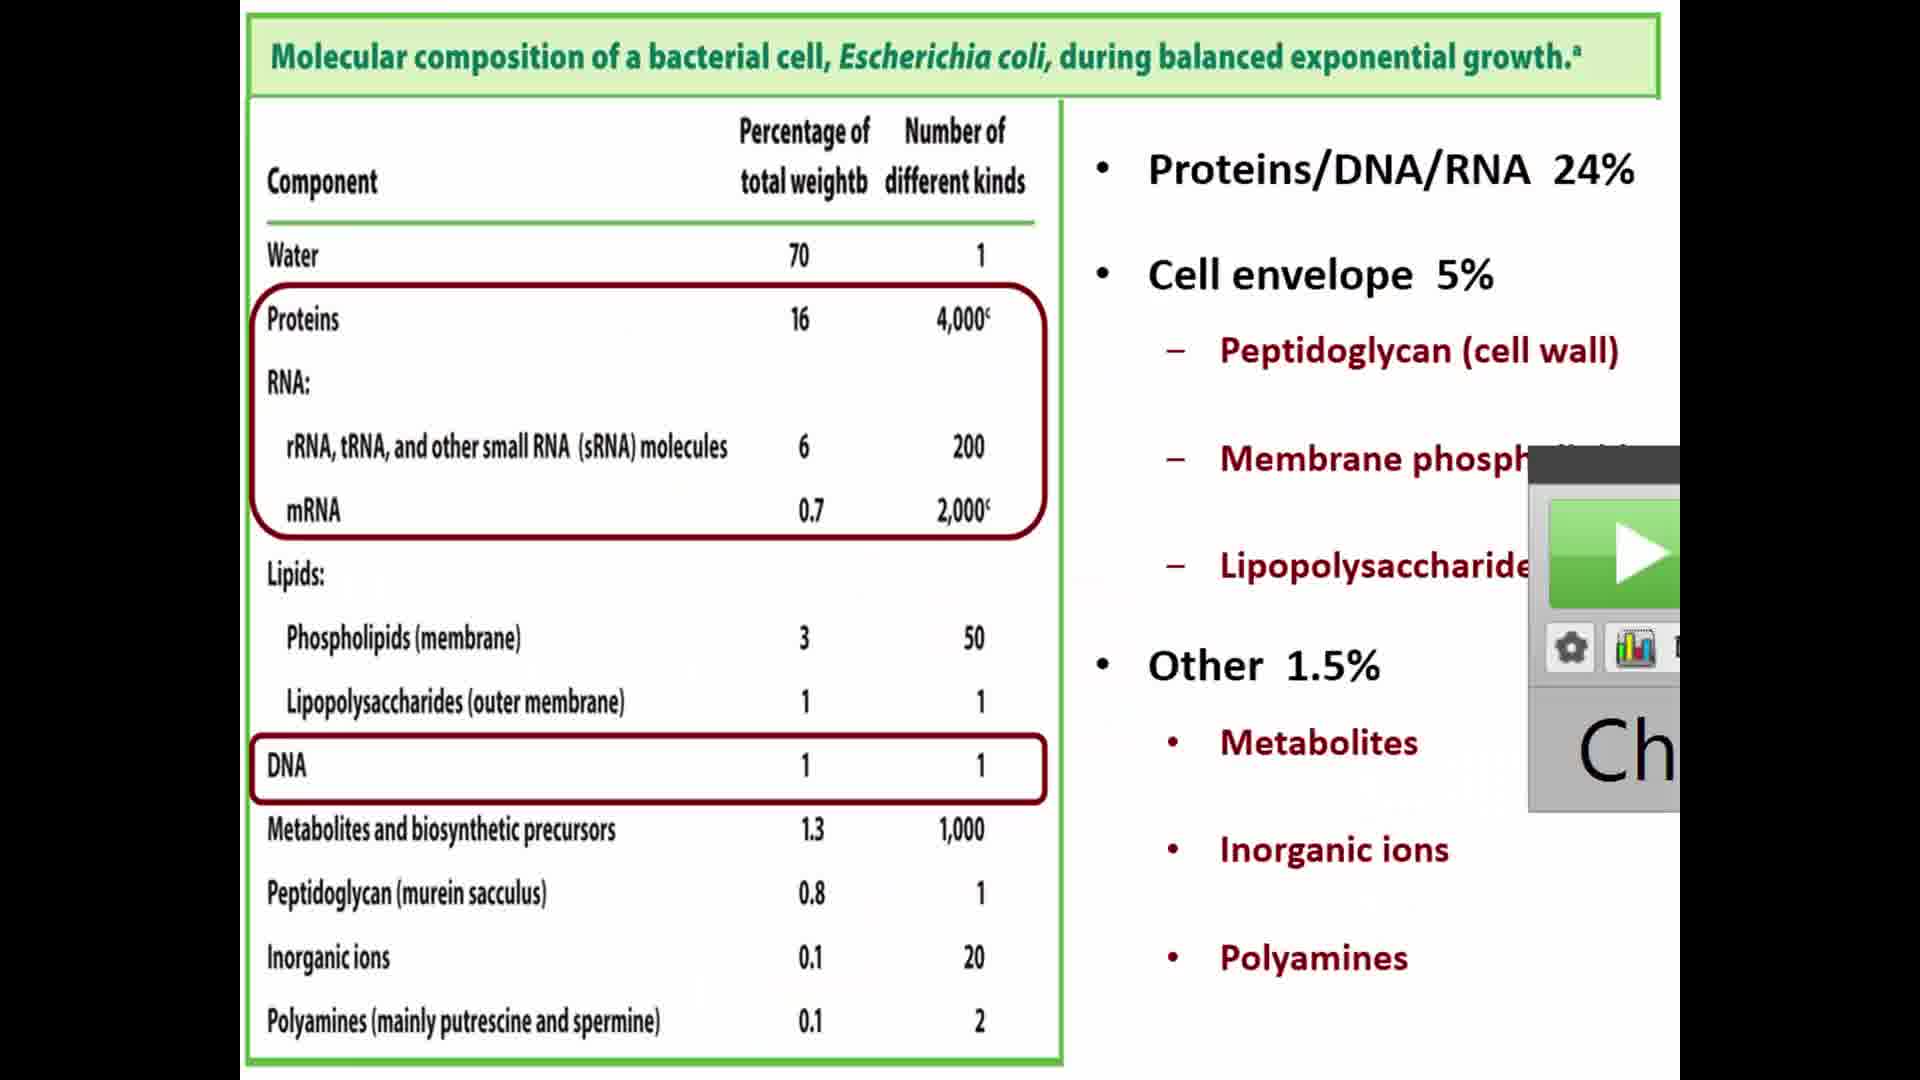 Molecular composition of a bacterial cell, Escherichia coli, during balanced exponential growth.ᵃ
Component Percentage of total weightb Number of different kinds
Water 70 1
Proteins 16 4,000ᶜ
RNA:
rRNA, tRNA, and other small RNA (sRNA) molecules 6 200
mRNA 0.7 2,000ᶜ
Lipids:
Phospholipids (membrane) 3 50
Lipopolysaccharides (outer membrane) 1 1
DNA 1 1
Metabolites and biosynthetic precursors 1.3 1,000
Peptidoglycan (murein sacculus) 0.8 1
Inorganic ions 0.1 20
Polyamines (mainly putrescine and spermine) 0.1 2
• Proteins/DNA/RNA 24%
• Cell envelope 5%
– Peptidoglycan (cell wall)
– Membrane phosph
– Lipopolysaccharide
• Other 1.5%
• Metabolites
• Inorganic ions
• Polyamines
Ch